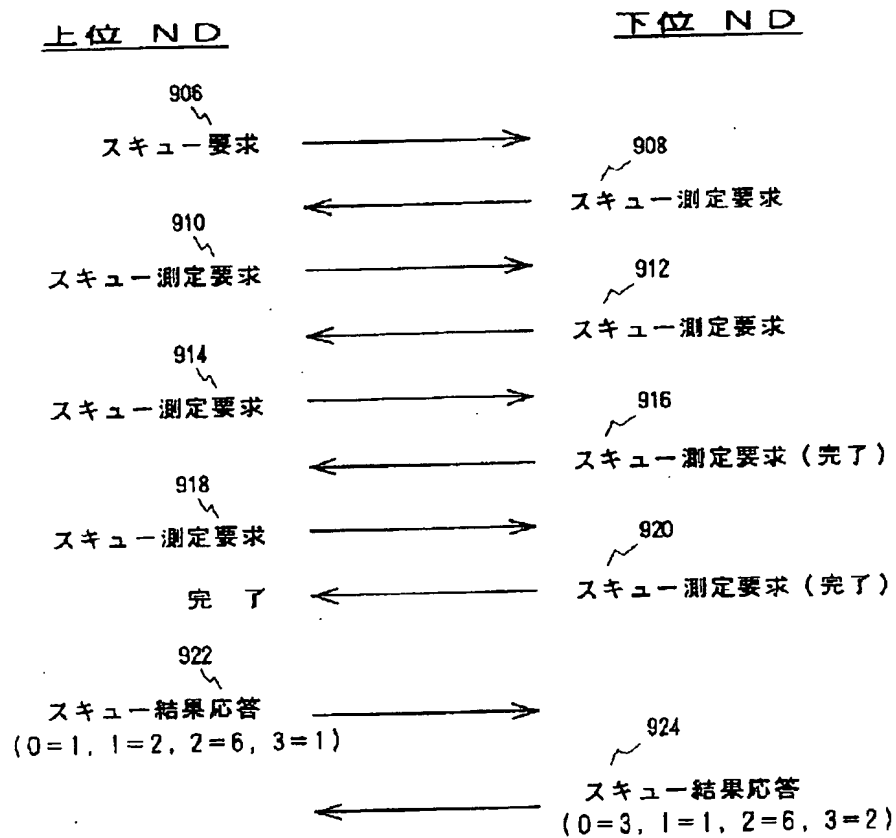 上位 ND
下位 ND
906
スキュー要求
908
スキュー測定要求
910
スキュー測定要求
912
スキュー測定要求
914
スキュー測定要求
916
スキュー測定要求(完了)
918
スキュー測定要求
920
完了
スキュー測定要求(完了)
922
スキュー結果応答
(0=1, 1=2, 2=6, 3=1)
924
スキュー結果応答
(0=3, 1=1, 2=6, 3=2)